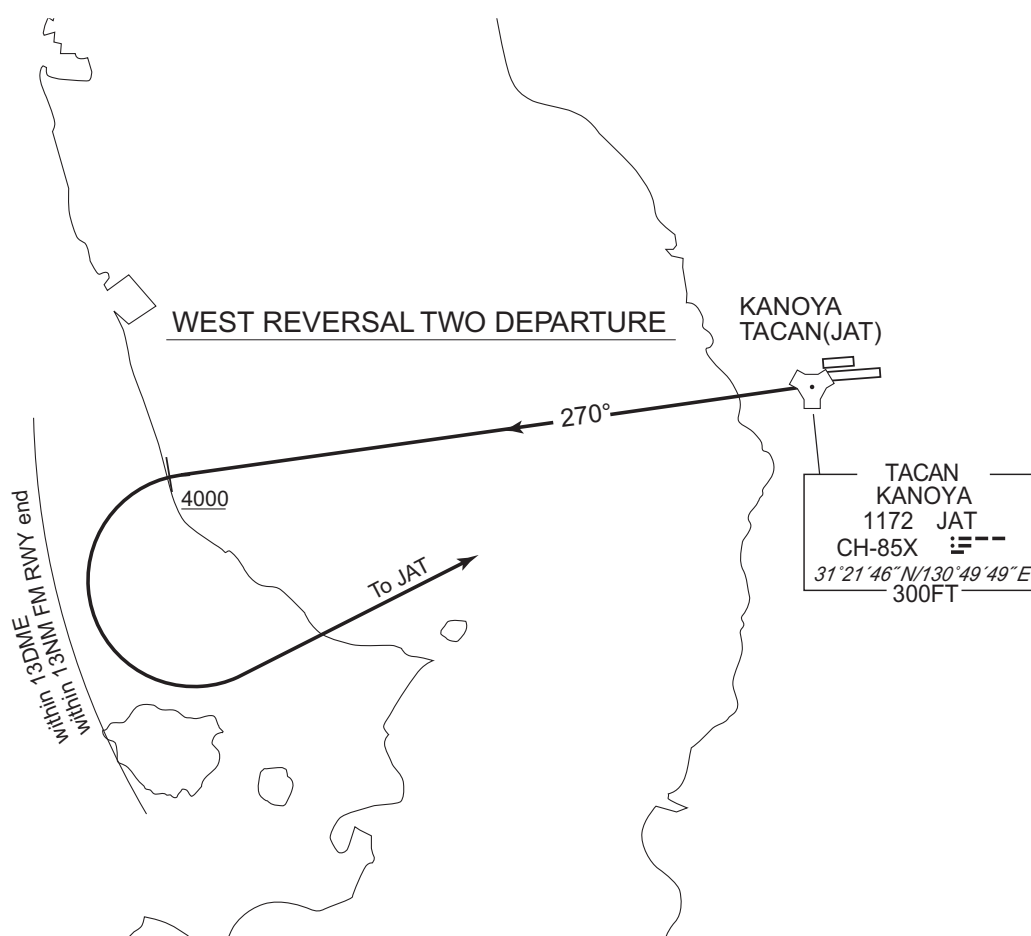 WEST REVERSAL TWO DEPARTURE
KANOYA
TACAN(JAT)
270°
4000
To JAT
within 13DME
within 13NM FM RWY end
TACAN
KANOYA
1172 JAT
CH-85X
31°21´46˝N/130°49´49˝E
300FT